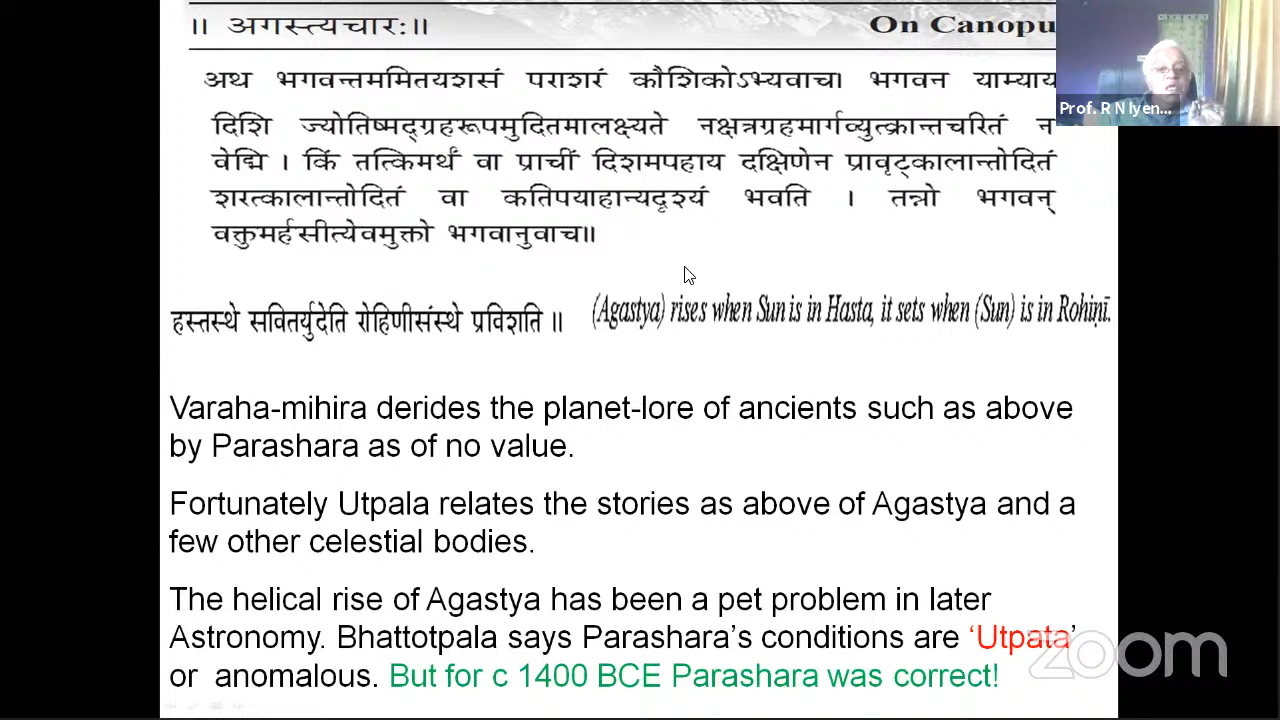 ॥ अगस्त्यचारः॥
On Canopu
Prof. R N Iyen...
अथ भगवन्तममितयशसं पराशरं कौशिकोऽभ्यवाच। भगवन याम्याय
दिशि ज्योतिष्मद्ग्रहरूपमुदितमालक्ष्यते नक्षत्रग्रहमार्गव्युत्क्रान्तचरितं न
वेद्मि । किं तत्किमर्थं वा प्राचीं दिशमपहाय दक्षिणेन प्रावृट्कालान्तोदितं
शरत्कालान्तोदितं वा कतिपयाहान्यदृश्यं भवति । तन्नो भगवन्
वक्तुमर्हसीत्येवमुक्तो भगवानुवाच॥
हस्तस्थे सवितर्युदेति रोहिणीसंस्थे प्रविशति ॥ (Agastya) rises when Sun is in Hasta, it sets when (Sun) is in Rohiṇī.
Varaha-mihira derides the planet-lore of ancients such as above
by Parashara as of no value.
Fortunately Utpala relates the stories as above of Agastya and a
few other celestial bodies.
The helical rise of Agastya has been a pet problem in later
Astronomy. Bhattotpala says Parashara's conditions are ‘Utpata’
or anomalous. But for c 1400 BCE Parashara was correct!
zoom